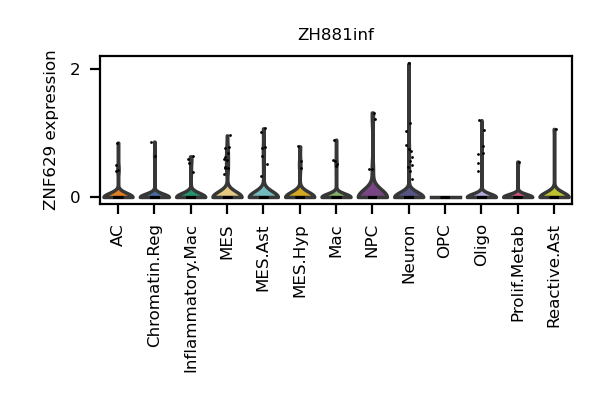 ZH881inf
ZNF629 expression
2
0
AC
Chromatin.Reg
Inflammatory.Mac
MES
MES.Ast
MES.Hyp
Mac
NPC
Neuron
OPC
Oligo
Prolif.Metab
Reactive.Ast